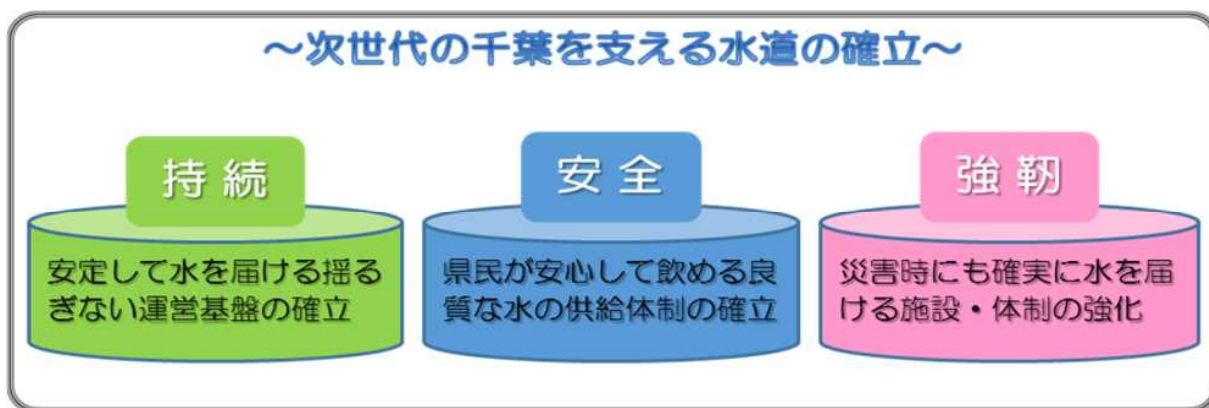 ～次世代の千葉を支える水道の確立～
持続
安定して水を届ける揺る
ぎない運営基盤の確立
安全
県民が安心して飲める良
質な水の供給体制の確立
強靭
災害時にも確実に水を届
ける施設・体制の強化